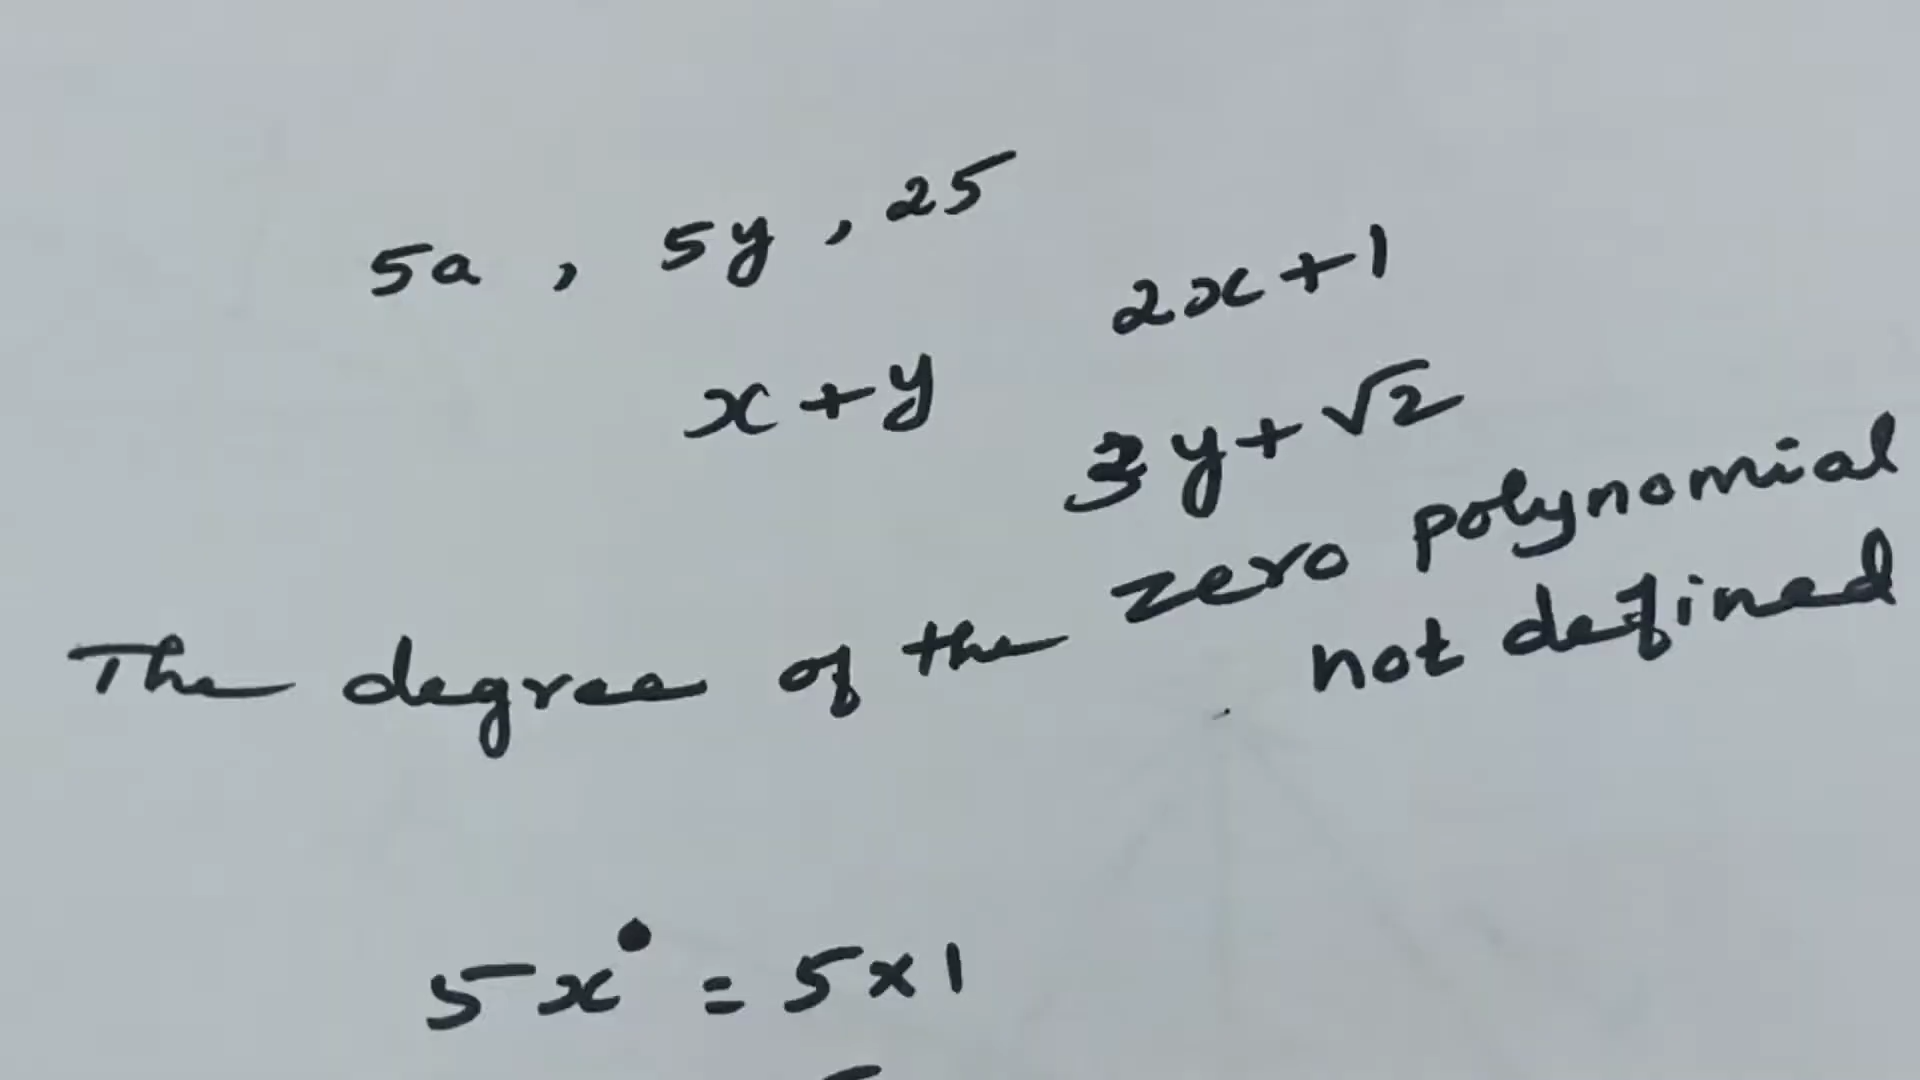 5a , 5y , 25
2x+1
x+y
3y+√2
The degree of the zero polynomial
not defined
5x⁰ = 5×1